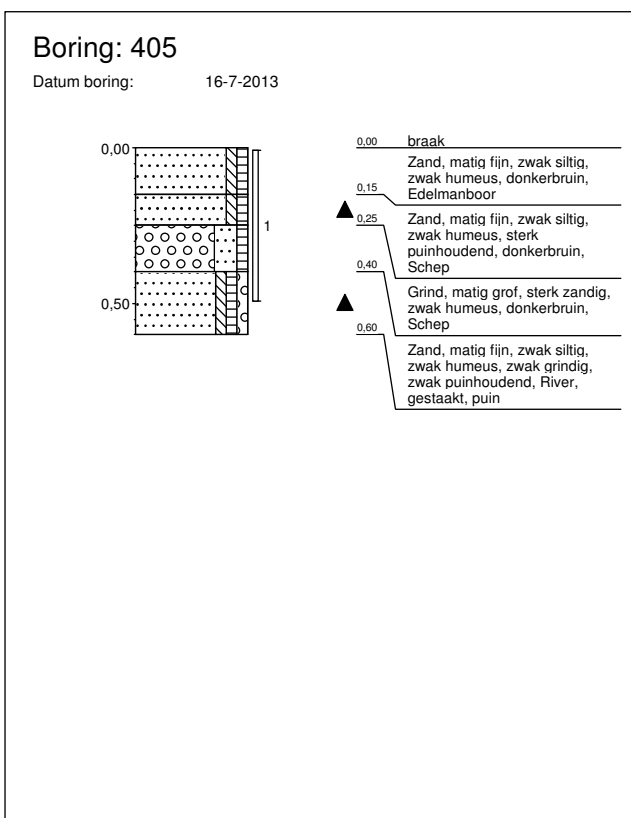 Boring: 405
Datum boring: 16-7-2013
0,00
0,50
1
0,00 braak
Zand, matig fijn, zwak siltig,
zwak humeus, donkerbruin,
Edelmanboor
0,15
Zand, matig fijn, zwak siltig,
zwak humeus, sterk
puinhoudend, donkerbruin,
Schep
0,25
Grind, matig grof, sterk zandig,
zwak humeus, donkerbruin,
Schep
0,40
Zand, matig fijn, zwak siltig,
zwak humeus, zwak grindig,
zwak puinhoudend, River,
gestaakt, puin
0,60